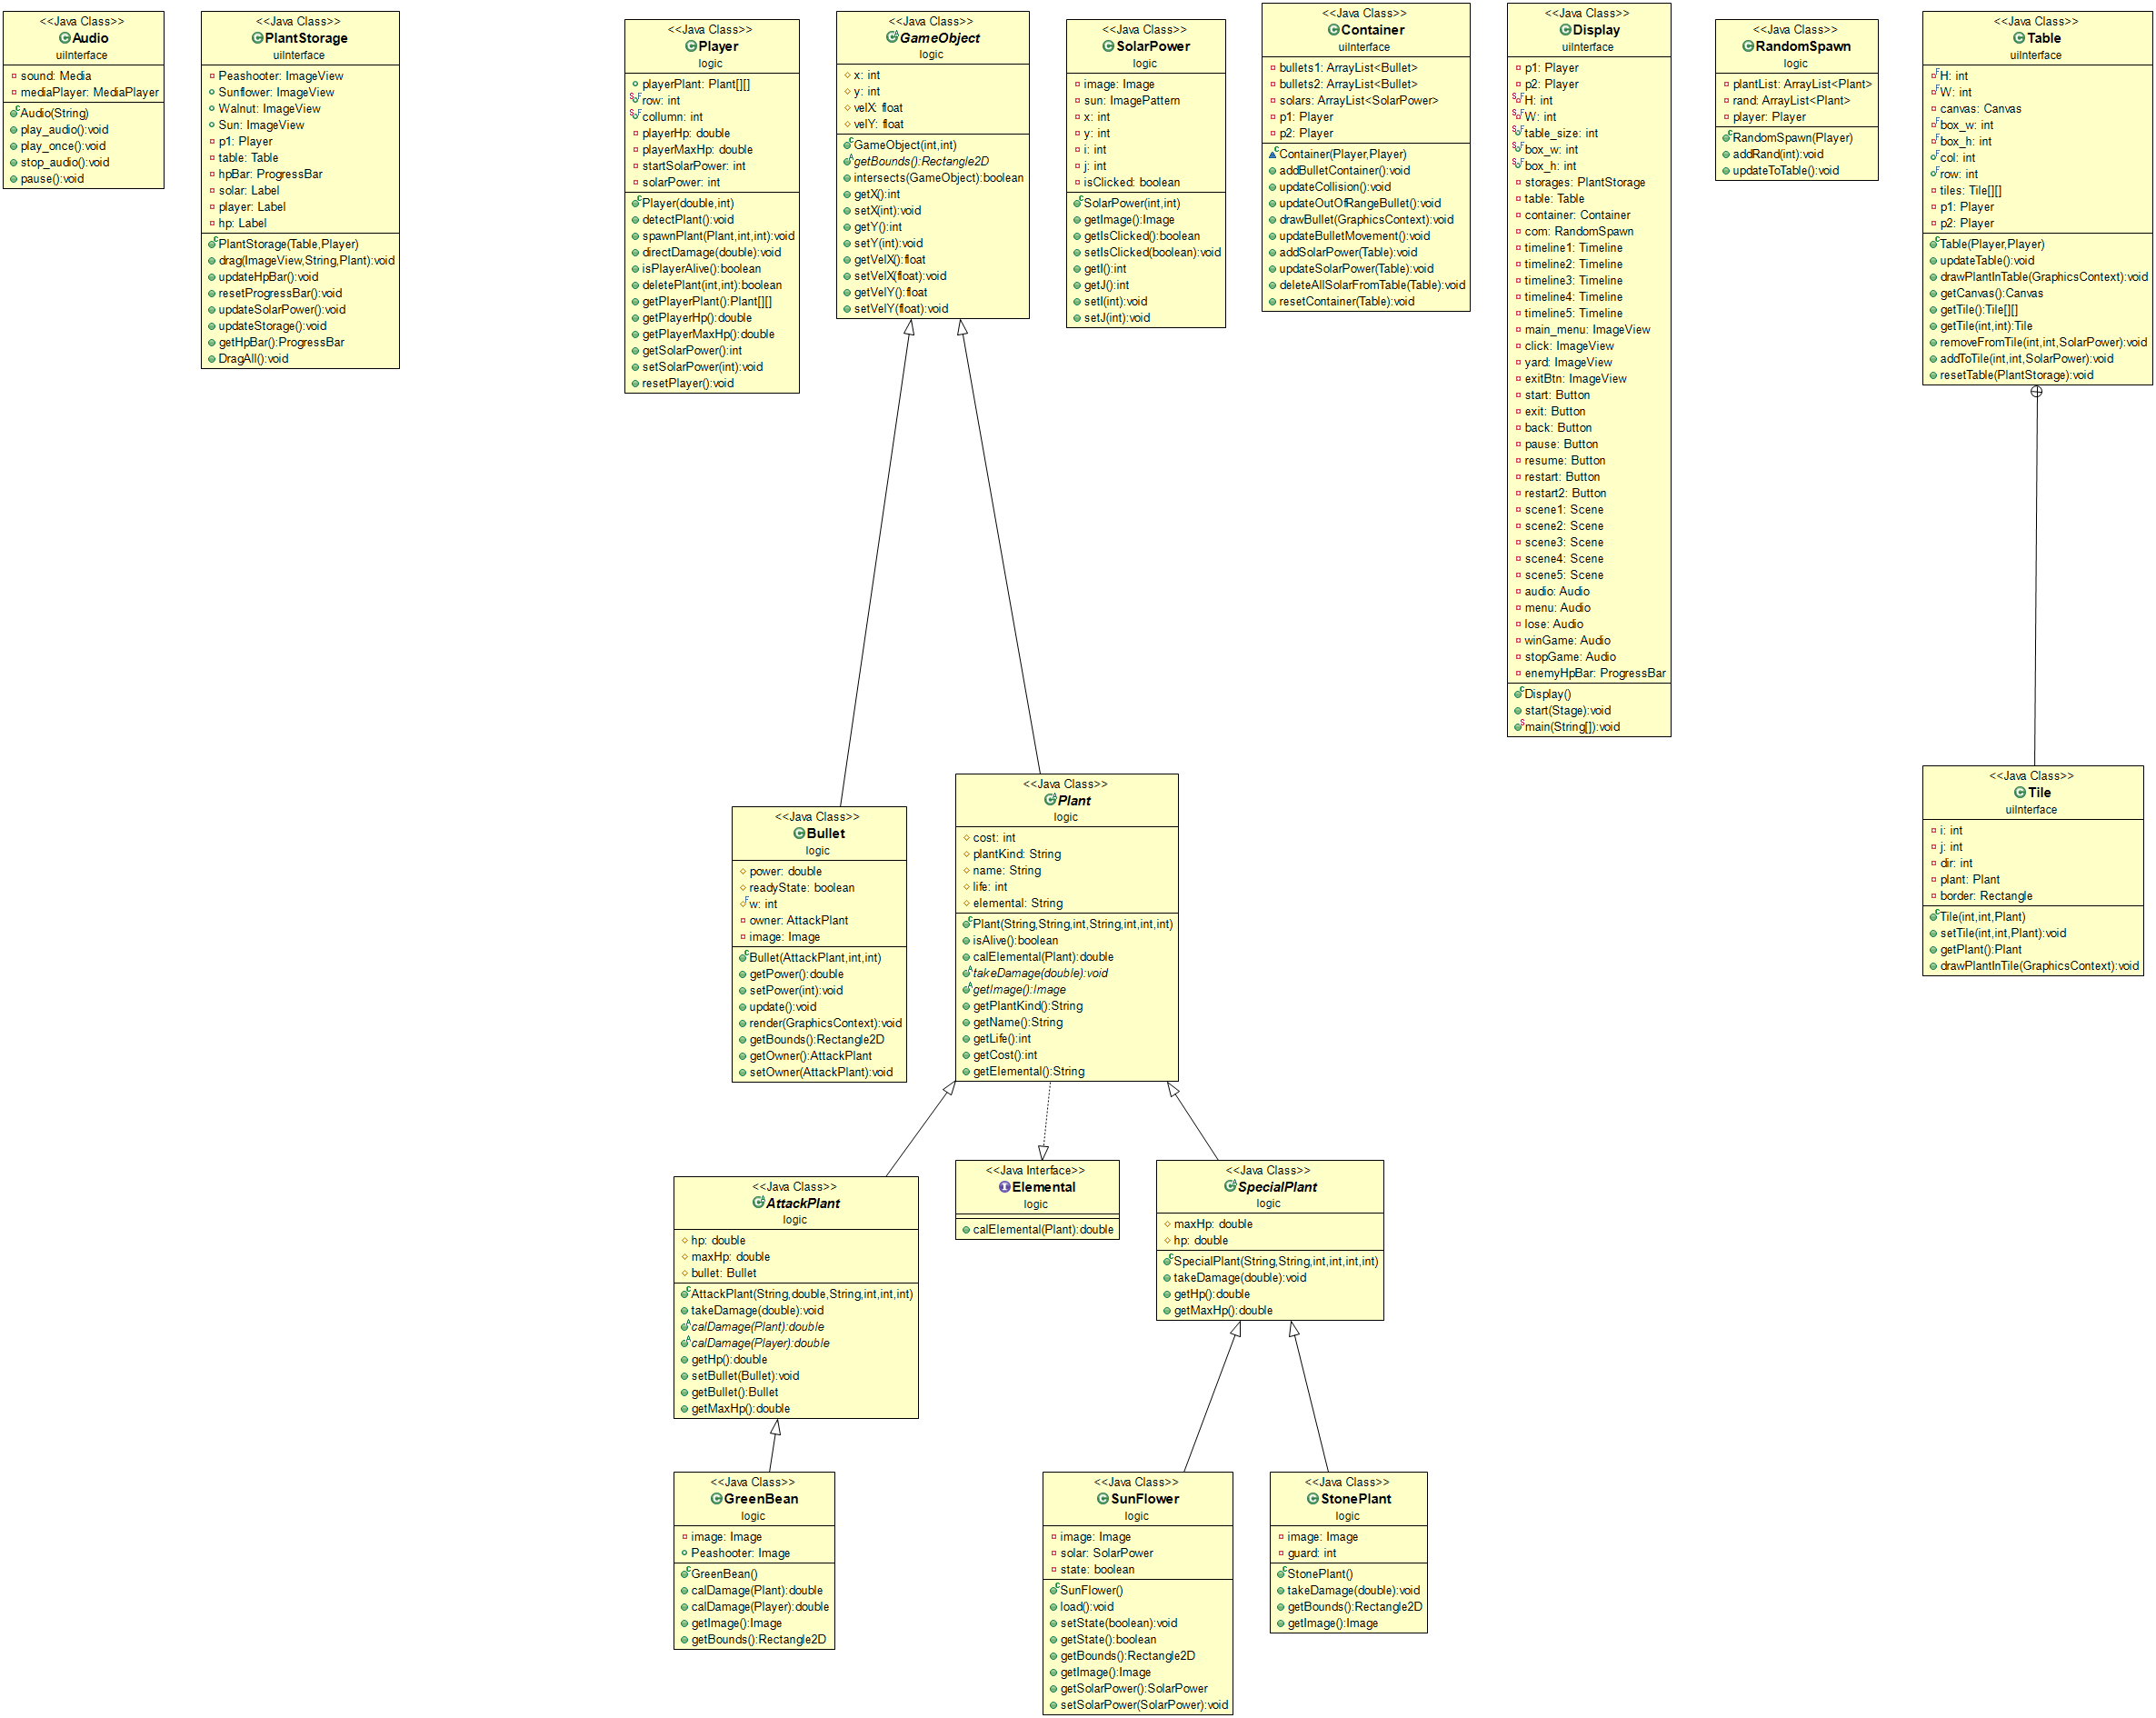 <<Java Class>>
Audio
uiInterface
sound: Media
mediaPlayer: MediaPlayer
Audio(String)
play_audio():void
play_once():void
stop_audio():void
pause():void
<<Java Class>>
PlantStorage
uiInterface
Peashooter: ImageView
Sunflower: ImageView
Walnut: ImageView
Sun: ImageView
p1: Player
table: Table
hpBar: ProgressBar
solar: Label
player: Label
hp: Label
PlantStorage(Table,Player)
drag(ImageView,String,Plant):void
updateHpBar():void
resetProgressBar():void
updateSolarPower():void
updateStorage():void
getHpBar():ProgressBar
DragAll():void
<<Java Class>>
Player
logic
playerPlant: Plant[][]
row: int
collumn: int
playerHp: double
playerMaxHp: double
startSolarPower: int
solarPower: int
Player(double,int)
detectPlant():void
spawnPlant(Plant,int,int):void
directDamage(double):void
isPlayerAlive():boolean
deletePlant(int,int):boolean
getPlayerPlant():Plant[][]
getPlayerHp():double
getPlayerMaxHp():double
getSolarPower():int
setSolarPower(int):void
resetPlayer():void
<<Java Class>>
GameObject
logic
x: int
y: int
velX: float
velY: float
GameObject(int,int)
getBounds():Rectangle2D
intersects(GameObject):boolean
getX():int
setX(int):void
getY():int
setY(int):void
getVelX():float
setVelX(float):void
getVelY():float
setVelY(float):void
<<Java Class>>
SolarPower
logic
image: Image
sun: ImagePattern
x: int
y: int
i: int
j: int
isClicked: boolean
SolarPower(int,int)
getImage():Image
getIsClicked():boolean
setIsClicked(boolean):void
getI():int
getJ():int
setI(int):void
setJ(int):void
<<Java Class>>
Container
uiInterface
bullets1: ArrayList<Bullet>
bullets2: ArrayList<Bullet>
solars: ArrayList<SolarPower>
p1: Player
p2: Player
Container(Player,Player)
addBulletContainer():void
updateCollision():void
updateOutOfRangeBullet():void
drawBullet(GraphicsContext):void
updateBulletMovement():void
addSolarPower(Table):void
updateSolarPower(Table):void
deleteAllSolarFromTable(Table):void
resetContainer(Table):void
<<Java Class>>
Display
uiInterface
p1: Player
p2: Player
H: int
W: int
table_size: int
box_w: int
box_h: int
storages: PlantStorage
table: Table
container: Container
com: RandomSpawn
timeline1: Timeline
timeline2: Timeline
timeline3: Timeline
timeline4: Timeline
timeline5: Timeline
main_menu: ImageView
click: ImageView
yard: ImageView
exitBtn: ImageView
start: Button
exit: Button
back: Button
pause: Button
resume: Button
restart: Button
restart2: Button
scene1: Scene
scene2: Scene
scene3: Scene
scene4: Scene
scene5: Scene
audio: Audio
menu: Audio
lose: Audio
winGame: Audio
stopGame: Audio
enemyHpBar: ProgressBar
Display()
start(Stage):void
main(String[]):void
<<Java Class>>
RandomSpawn
logic
plantList: ArrayList<Plant>
rand: ArrayList<Plant>
player: Player
RandomSpawn(Player)
addRand(int):void
updateToTable():void
<<Java Class>>
Table
uiInterface
H: int
W: int
canvas: Canvas
box_w: int
box_h: int
col: int
row: int
tiles: Tile[][]
p1: Player
p2: Player
Table(Player,Player)
updateTable():void
drawPlantInTable(GraphicsContext):void
getCanvas():Canvas
getTile():Tile[][]
getTile(int,int):Tile
removeFromTile(int,int,SolarPower):void
addToTile(int,int,SolarPower):void
resetTable(PlantStorage):void
<<Java Class>>
Bullet
logic
power: double
readyState: boolean
w: int
owner: AttackPlant
image: Image
Bullet(AttackPlant,int,int)
getPower():double
setPower(int):void
update():void
render(GraphicsContext):void
getBounds():Rectangle2D
getOwner():AttackPlant
setOwner(AttackPlant):void
<<Java Class>>
Plant
logic
cost: int
plantKind: String
name: String
life: int
elemental: String
Plant(String,String,int,String,int,int,int)
isAlive():boolean
calElemental(Plant):double
takeDamage(double):void
getImage():Image
getPlantKind():String
getName():String
getLife():int
getCost():int
getElemental():String
<<Java Class>>
Tile
uiInterface
i: int
j: int
dir: int
plant: Plant
border: Rectangle
Tile(int,int,Plant)
setTile(int,int,Plant):void
getPlant():Plant
drawPlantInTile(GraphicsContext):void
<<Java Class>>
AttackPlant
logic
hp: double
maxHp: double
bullet: Bullet
AttackPlant(String,double,String,int,int,int)
takeDamage(double):void
calDamage(Plant):double
calDamage(Player):double
getHp():double
setBullet(Bullet):void
getBullet():Bullet
getMaxHp():double
<<Java Interface>>
Elemental
logic
calElemental(Plant):double
<<Java Class>>
SpecialPlant
logic
maxHp: double
hp: double
SpecialPlant(String,String,int,int,int,int)
takeDamage(double):void
getHp():double
getMaxHp():double
<<Java Class>>
GreenBean
logic
image: Image
Peashooter: Image
GreenBean()
calDamage(Plant):double
calDamage(Player):double
getImage():Image
getBounds():Rectangle2D
<<Java Class>>
SunFlower
logic
image: Image
solar: SolarPower
state: boolean
SunFlower()
load():void
setState(boolean):void
getState():boolean
getBounds():Rectangle2D
getImage():Image
getSolarPower():SolarPower
setSolarPower(SolarPower):void
<<Java Class>>
StonePlant
logic
image: Image
guard: int
StonePlant()
takeDamage(double):void
getBounds():Rectangle2D
getImage():Image